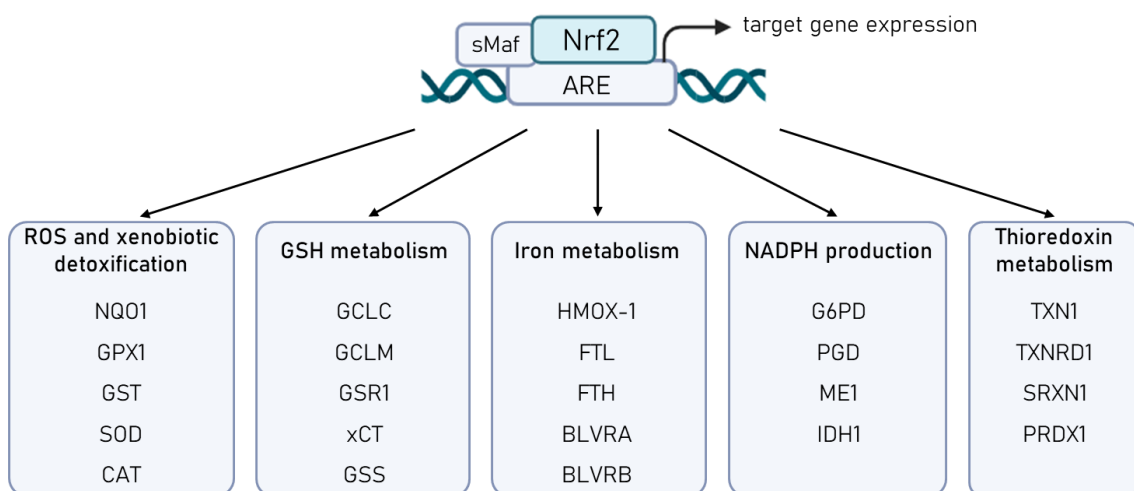 target gene expression
sMaf
Nrf2
ARE
ROS and xenobiotic
detoxification
NQO1
GPX1
GST
SOD
CAT
GSH metabolism
GCLC
GCLM
GSR1
xCT
GSS
Iron metabolism
HMOX-1
FTL
FTH
BLVRA
BLVRB
NADPH production
G6PD
PGD
ME1
IDH1
Thioredoxin
metabolism
TXN1
TXNRD1
SRXN1
PRDX1